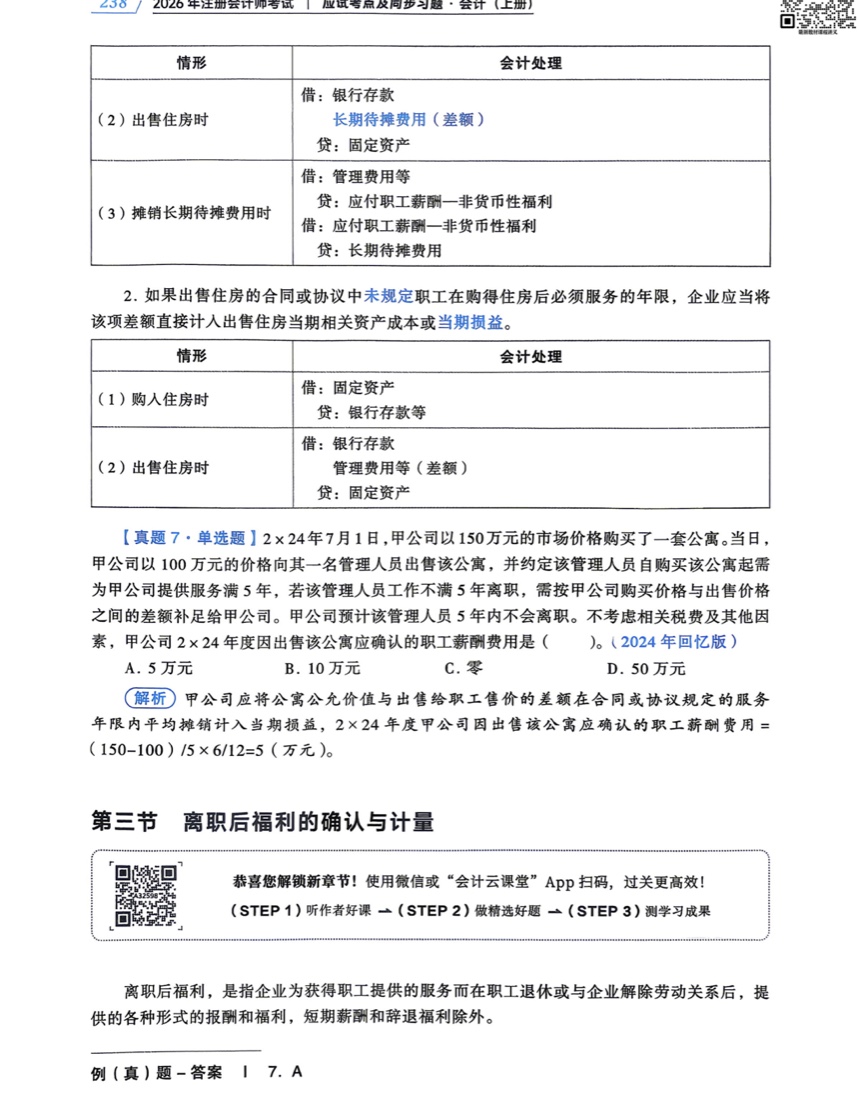 238 2026 年注册会计师考试 | 应试考点及同步习题 · 会计（上册）
情形 会计处理
（2）出售住房时
借：银行存款
长期待摊费用（差额）
贷：固定资产
（3）摊销长期待摊费用时
借：管理费用等
贷：应付职工薪酬—非货币性福利
借：应付职工薪酬—非货币性福利
贷：长期待摊费用
2. 如果出售住房的合同或协议中未规定职工在购得住房后必须服务的年限，企业应当将
该项差额直接计入出售住房当期相关资产成本或当期损益。
情形 会计处理
（1）购入住房时
借：固定资产
贷：银行存款等
（2）出售住房时
借：银行存款
管理费用等（差额）
贷：固定资产
【真题 7 · 单选题】2×24年7月1日，甲公司以150万元的市场价格购买了一套公寓。当日，
甲公司以 100 万元的价格向其一名管理人员出售该公寓，并约定该管理人员自购买该公寓起需
为甲公司提供服务满 5 年，若该管理人员工作不满 5 年离职，需按甲公司购买价格与出售价格
之间的差额补足给甲公司。甲公司预计该管理人员 5 年内不会离职。不考虑相关税费及其他因
素，甲公司 2×24 年度因出售该公寓应确认的职工薪酬费用是（ ）。（2024 年回忆版）
A. 5 万元 B. 10 万元 C. 零 D. 50 万元
解析 甲公司应将公寓公允价值与出售给职工售价的差额在合同或协议规定的服务
年限内平均摊销计入当期损益，2×24 年度甲公司因出售该公寓应确认的职工薪酬费用 =
（150-100）/5×6/12=5（万元）。
第三节 离职后福利的确认与计量
恭喜您解锁新章节！使用微信或“会计云课堂”App 扫码，过关更高效！
（STEP 1）听作者好课 ⇀（STEP 2）做精选好题 ⇀（STEP 3）测学习成果
离职后福利，是指企业为获得职工提供的服务而在职工退休或与企业解除劳动关系后，提
供的各种形式的报酬和福利，短期薪酬和辞退福利除外。
例（真）题 – 答案 | 7. A